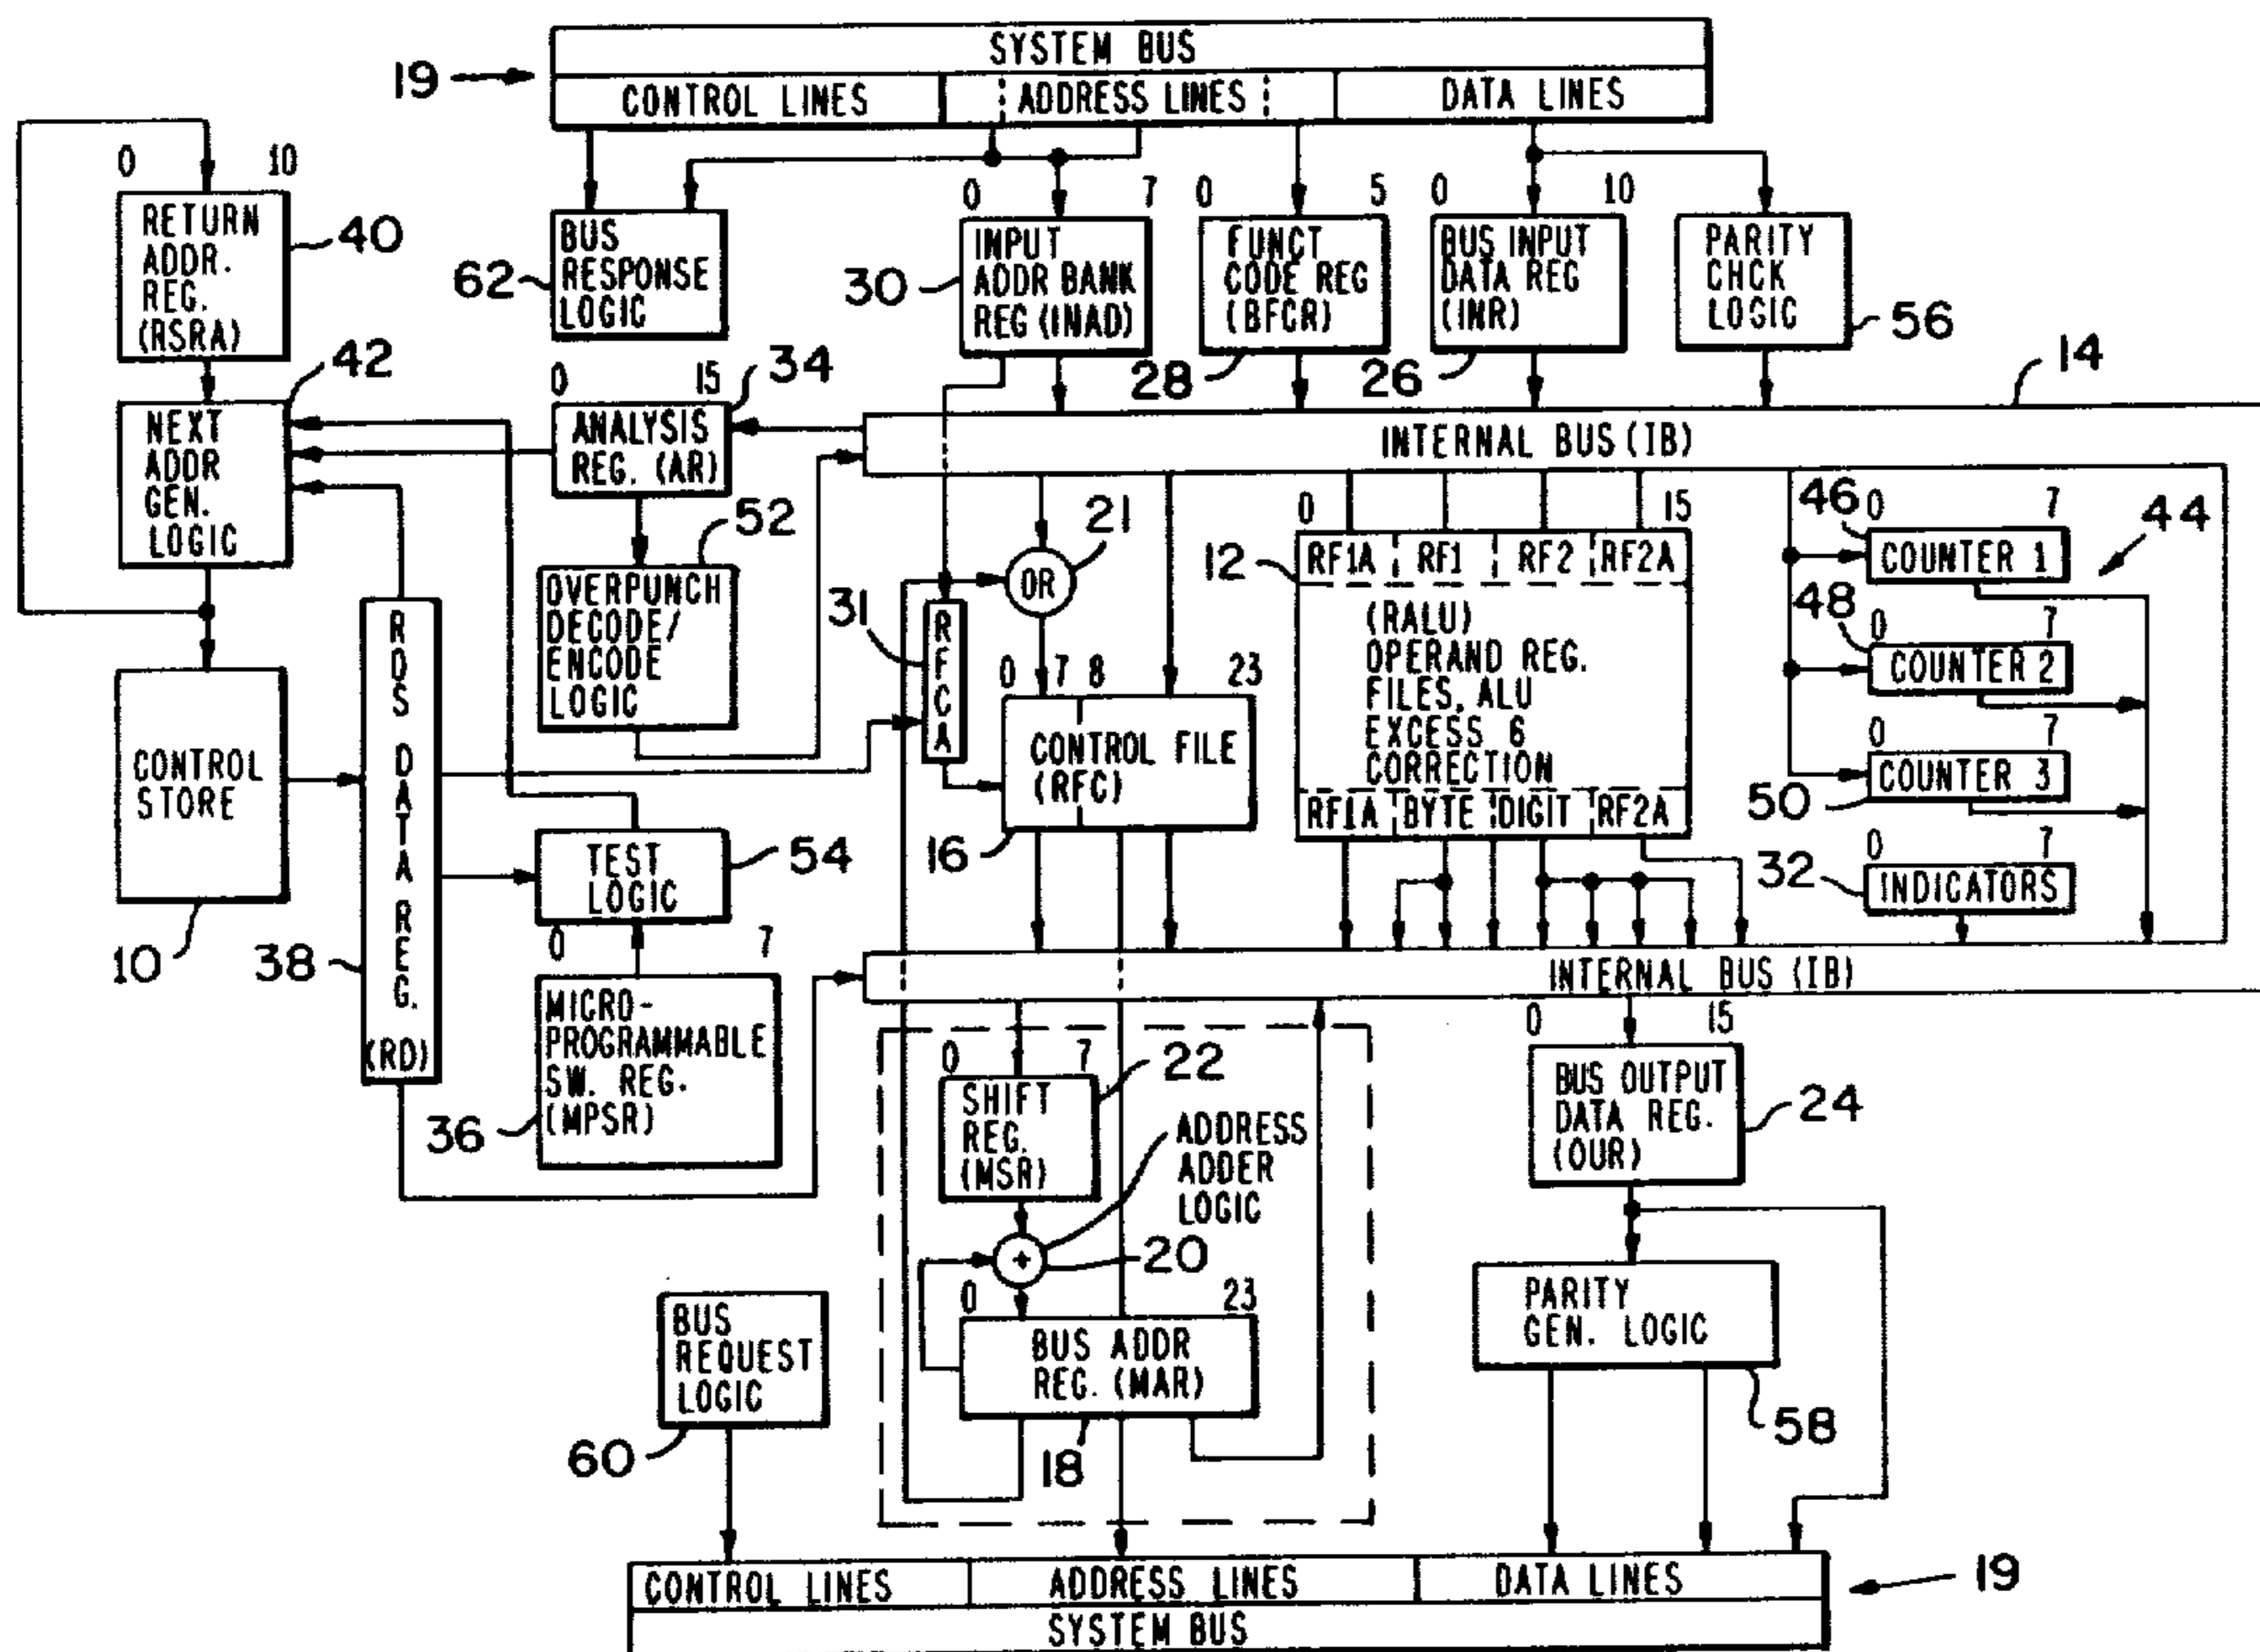 SYSTEM BUS
19
CONTROL LINES
ADDRESS LINES
DATA LINES
0 10
RETURN
ADDR.
REG.
(RSRA)
40
BUS
RESPONSE
LOGIC
62
0 7
INPUT
ADDR BANK
REG (INAD)
30
0 5
FUNCT
CODE REG
(BFCR)
28
0 10
BUS INPUT
DATA REG
(INR)
26
PARITY
CHCK
LOGIC
56
42
NEXT
ADDR
GEN.
LOGIC
0 15
34
ANALYSIS
REG. (AR)
14
INTERNAL BUS (IB)
52
OVERPUNCH
DECODE/
ENCODE
LOGIC
21
OR
31
RFCA
0 7 8 23
CONTROL FILE
(RFC)
16
0 15
12
RF1A RF1 RF2 RF2A
(RALU)
OPERAND REG.
FILES, ALU
EXCESS 6
CORRECTION
RF1A BYTE DIGIT RF2A
46
0 7
44
COUNTER 1
48
0 7
COUNTER 2
0 7
COUNTER 3
50
0 7
32
INDICATORS
CONTROL
STORE
10
RDS DATA REG.
(RD)
38
TEST
LOGIC
54
0 7
MICRO-
PROGRAMMABLE
SW. REG.
(MPSR)
36
INTERNAL BUS (IB)
0 7
SHIFT
REG.
(MSR)
22
ADDRESS
ADDER
LOGIC
+
20
0 23
BUS ADDR
REG. (MAR)
18
0 15
BUS OUTPUT
DATA REG.
(OUR)
24
PARITY
GEN. LOGIC
58
BUS
REQUEST
LOGIC
60
CONTROL LINES
ADDRESS LINES
DATA LINES
19
SYSTEM BUS